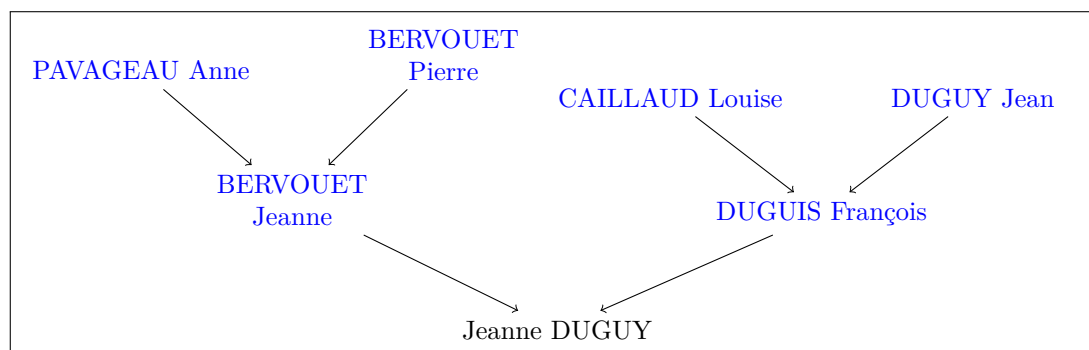 PAVAGEAU Anne
BERVOUET
Pierre
CAILLAUD Louise
DUGUY Jean
BERVOUET
Jeanne
DUGUIS François
Jeanne DUGUY